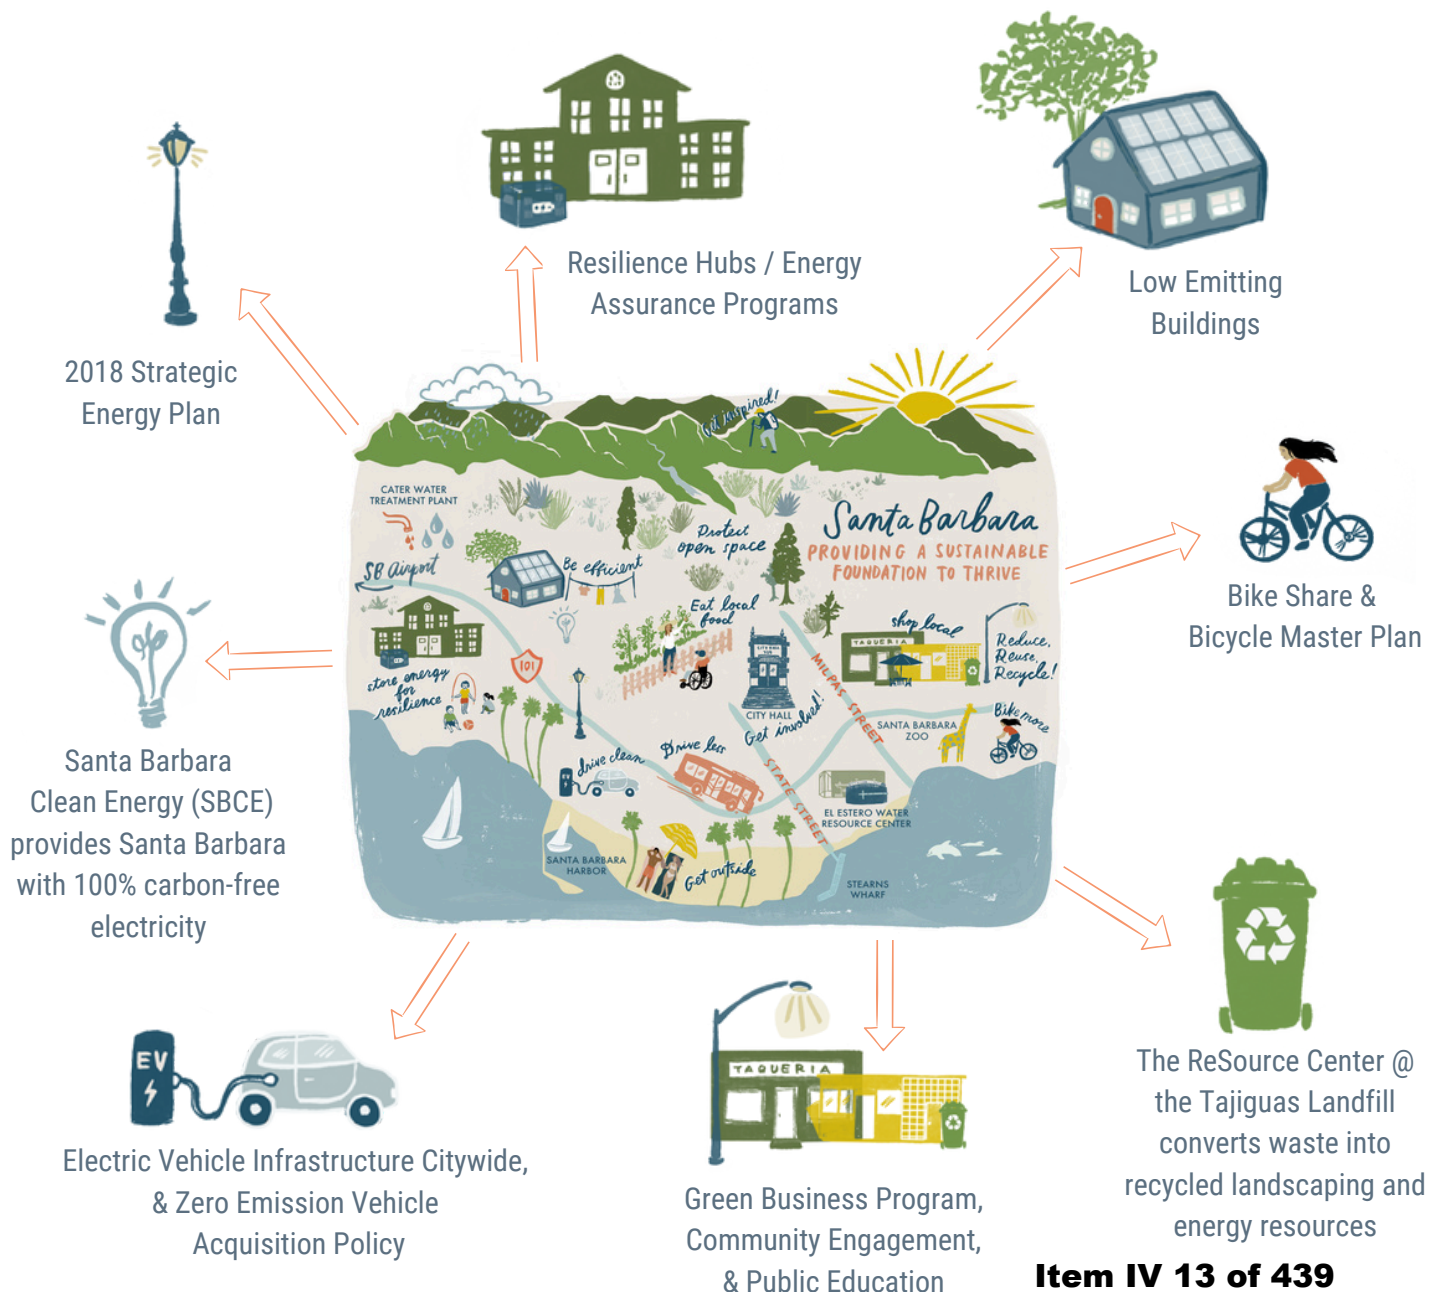 Resilience Hubs / Energy
Assurance Programs
Low Emitting
Buildings
2018 Strategic
Energy Plan
Get inspired!
CATER WATER
TREATMENT PLANT
Santa Barbara
PROVIDING A SUSTAINABLE
FOUNDATION TO THRIVE
Protect
open space
SB Airport
Be efficient
Eat local
food
shop local
TAQUERIA
Reduce,
Reuse,
Recycle!
101
store energy
for
resilience
CITY HALL
Get involved!
MILPAS STREET
SANTA BARBARA
ZOO
Bike more
drive clean
Drive less
STATE STREET
EL ESTERO WATER
RESOURCE CENTER
SANTA BARBARA
HARBOR
Get outside
STEARNS
WHARF
Bike Share &
Bicycle Master Plan
Santa Barbara
Clean Energy (SBCE)
provides Santa Barbara
with 100% carbon-free
electricity
EV
Electric Vehicle Infrastructure Citywide,
& Zero Emission Vehicle
Acquisition Policy
TAQUERIA
Green Business Program,
Community Engagement,
& Public Education
The ReSource Center @
the Tajiguas Landfill
converts waste into
recycled landscaping and
energy resources
Item IV 13 of 439